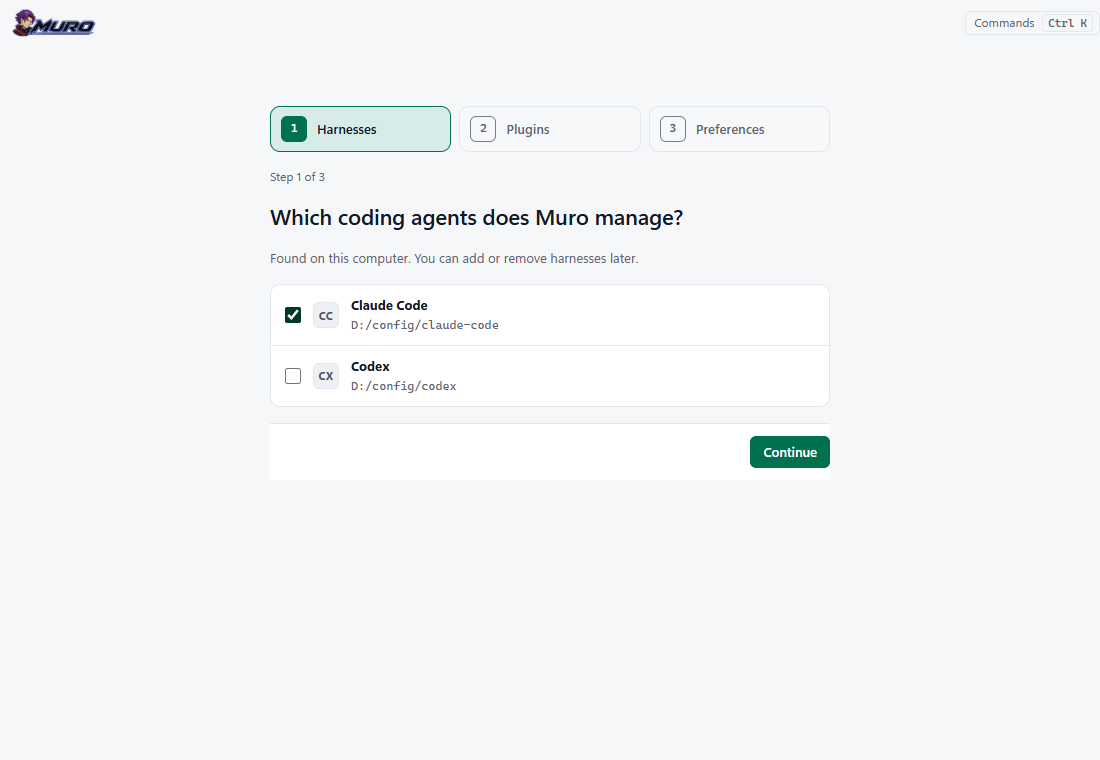 MURO
Commands Ctrl K
1 Harnesses
2 Plugins
3 Preferences
Step 1 of 3
Which coding agents does Muro manage?
Found on this computer. You can add or remove harnesses later.
CC
Claude Code
D:/config/claude-code
CX
Codex
D:/config/codex
Continue